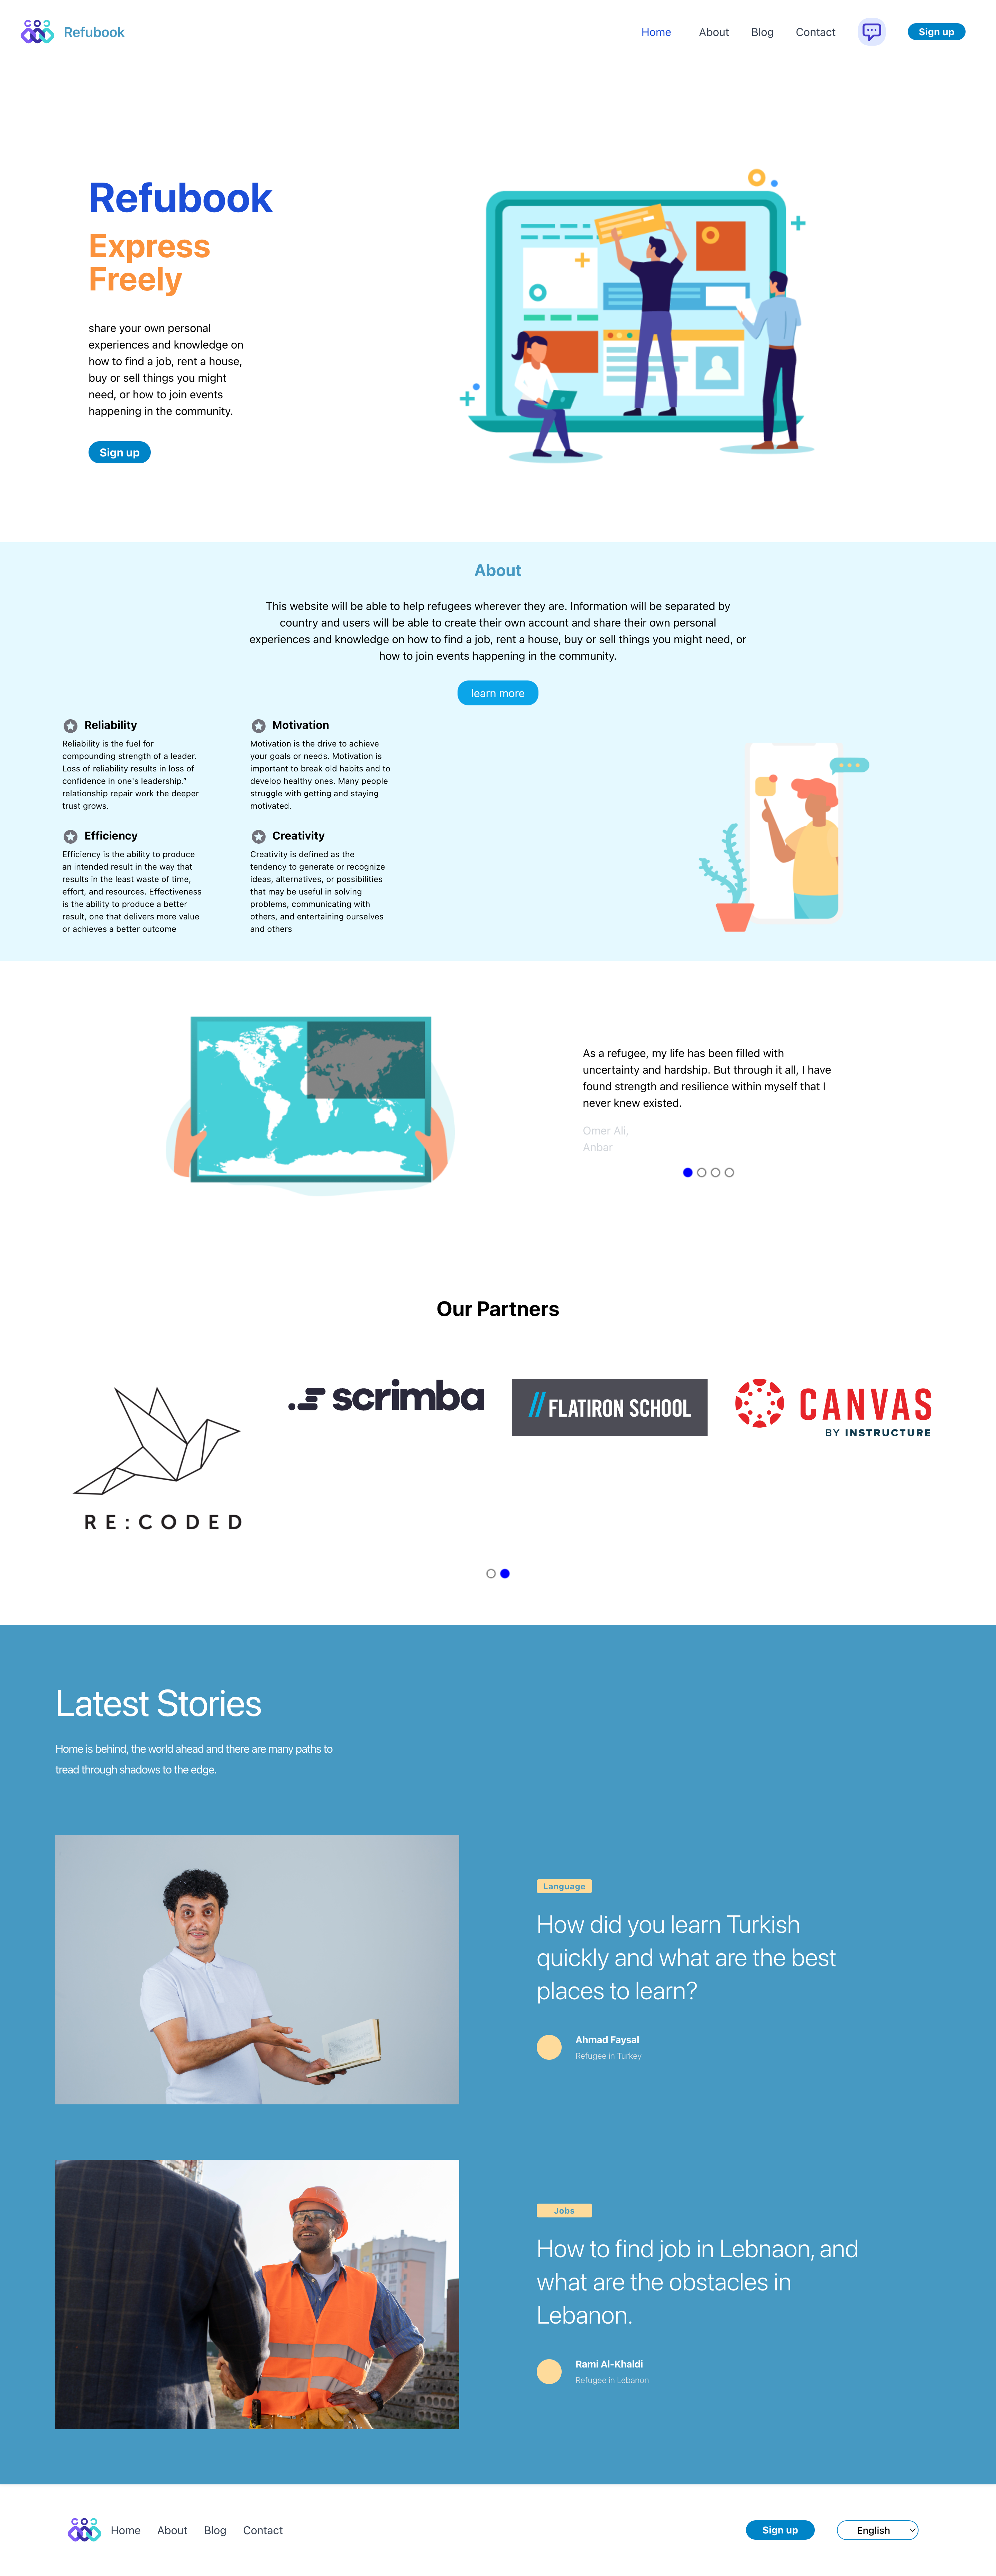 Refubook
Home
About
Blog
Contact
Sign up
Refubook
Express
Freely
share your own personal
experiences and knowledge on
how to find a job, rent a house,
buy or sell things you might
need, or how to join events
happening in the community.
Sign up
About
This website will be able to help refugees wherever they are. Information will be separated by
country and users will be able to create their own account and share their own personal
experiences and knowledge on how to find a job, rent a house, buy or sell things you might need, or
how to join events happening in the community.
learn more
Reliability
Reliability is the fuel for
compounding strength of a leader.
Loss of reliability results in loss of
confidence in one's leadership."
relationship repair work the deeper
trust grows.
Motivation
Motivation is the drive to achieve
your goals or needs. Motivation is
important to break old habits and to
develop healthy ones. Many people
struggle with getting and staying
motivated.
Efficiency
Efficiency is the ability to produce
an intended result in the way that
results in the least waste of time,
effort, and resources. Effectiveness
is the ability to produce a better
result, one that delivers more value
or achieves a better outcome
Creativity
Creativity is defined as the
tendency to generate or recognize
ideas, alternatives, or possibilities
that may be useful in solving
problems, communicating with
others, and entertaining ourselves
and others
As a refugee, my life has been filled with
uncertainty and hardship. But through it all, I have
found strength and resilience within myself that I
never knew existed.
Omer Ali,
Anbar
Our Partners
RE:CODED
scrimba
// FLATIRON SCHOOL
CANVAS
BY INSTRUCTURE
Latest Stories
Home is behind, the world ahead and there are many paths to
tread through shadows to the edge.
Language
How did you learn Turkish
quickly and what are the best
places to learn?
Ahmad Faysal
Refugee in Turkey
Jobs
How to find job in Lebnaon, and
what are the obstacles in
Lebanon.
Rami Al-Khaldi
Refugee in Lebanon
Home
About
Blog
Contact
Sign up
English